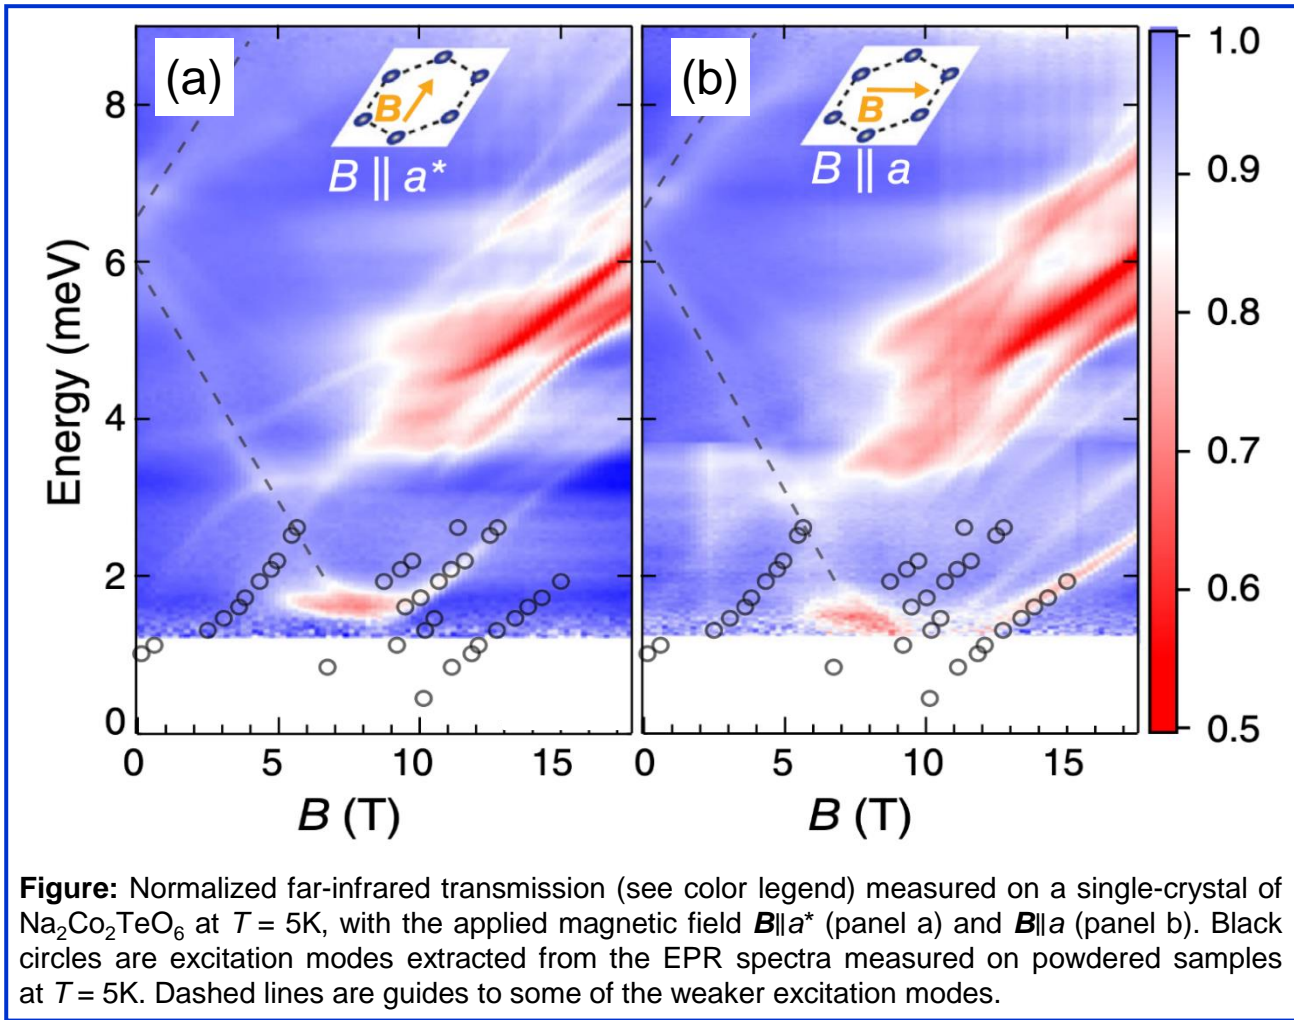 (a)
B
B || a*
(b)
B
B || a
1.0
0.9
0.8
0.7
0.6
0.5
Energy (meV)
8
6
4
2
0
0 5 10 15
B (T)
0 5 10 15
B (T)
Figure: Normalized far-infrared transmission (see color legend) measured on a single-crystal of
Na₂Co₂TeO₆ at T = 5K, with the applied magnetic field B||a* (panel a) and B||a (panel b). Black
circles are excitation modes extracted from the EPR spectra measured on powdered samples
at T = 5K. Dashed lines are guides to some of the weaker excitation modes.